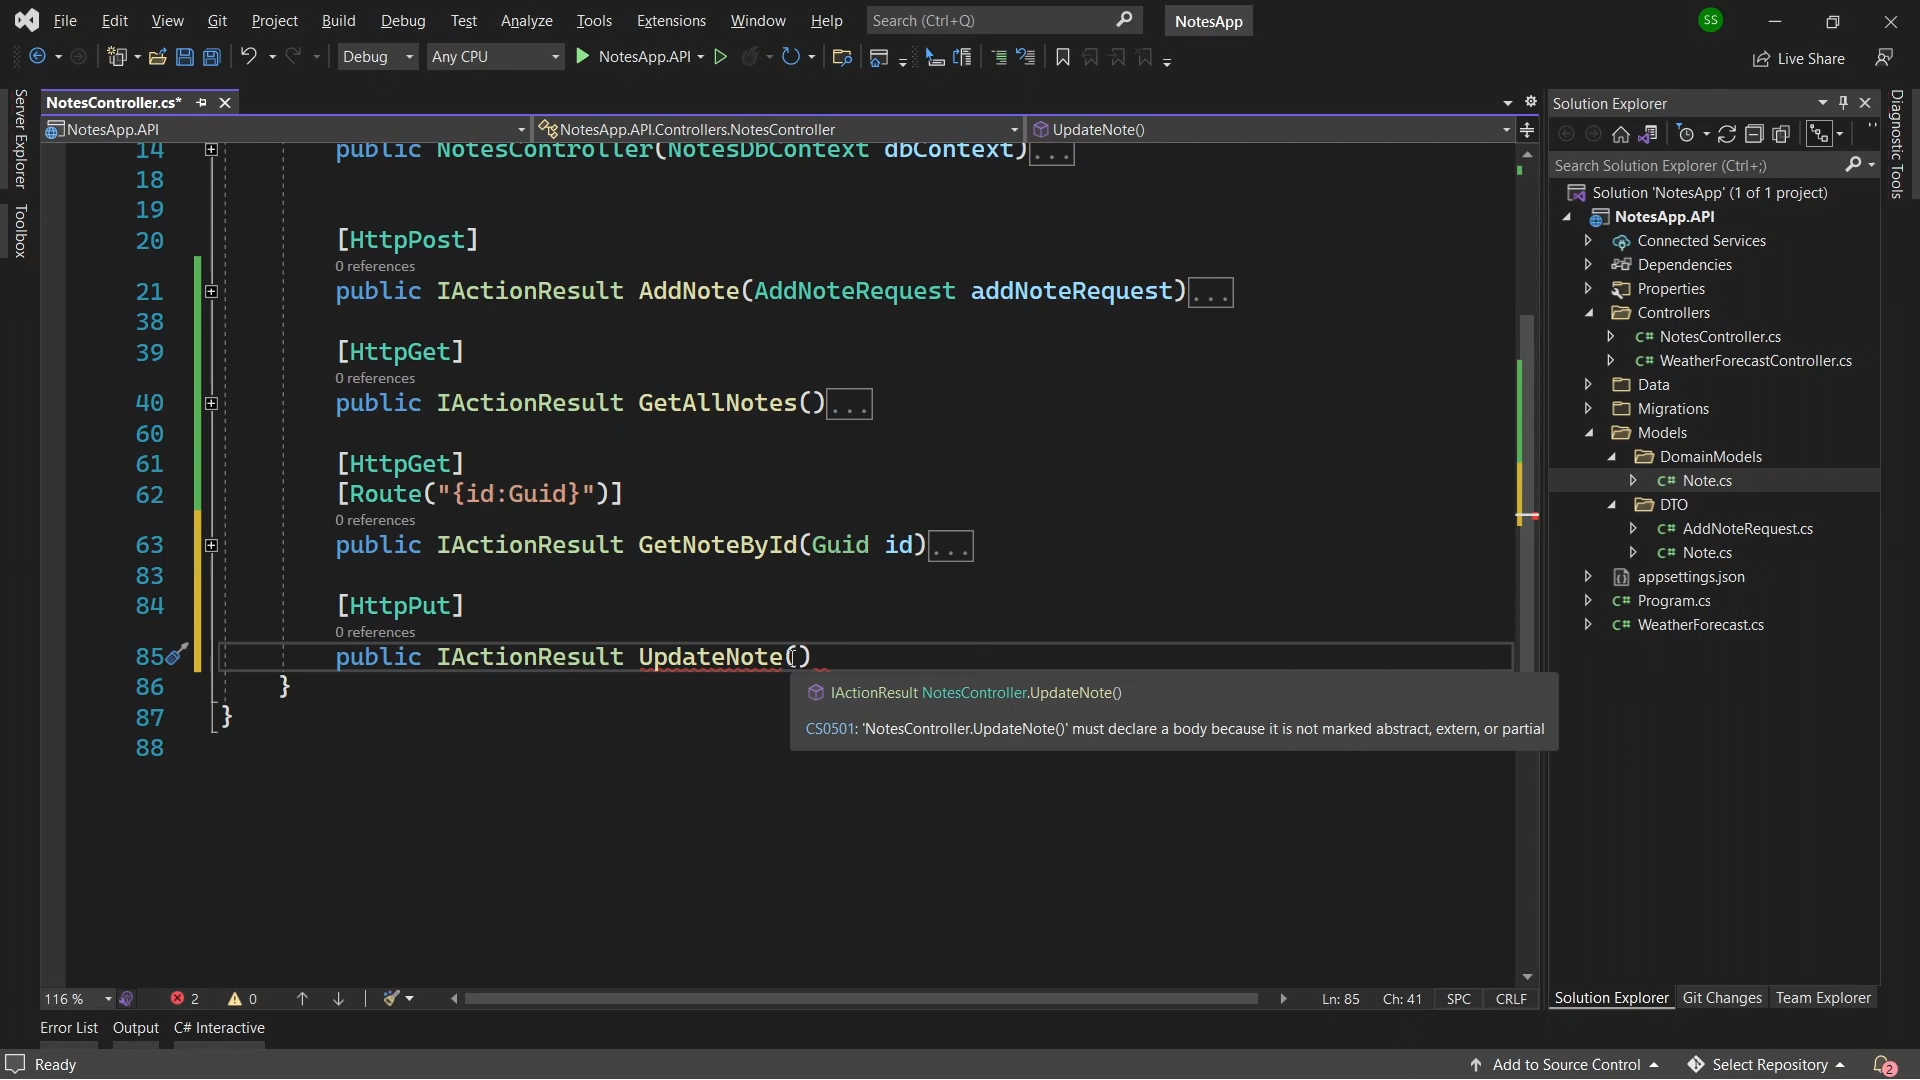 File Edit View Git Project Build Debug Test Analyze Tools Extensions Window Help Search (Ctrl+Q) NotesApp SS
Debug Any CPU NotesApp.API Live Share
Server Explorer
Toolbox
NotesController.cs*
NotesApp.API NotesApp.API.Controllers.NotesController UpdateNote()
14 public NotesController(NotesDbContext dbContext)...
18
19
20 [HttpPost]
0 references
21 public IActionResult AddNote(AddNoteRequest addNoteRequest)...
38
39 [HttpGet]
0 references
40 public IActionResult GetAllNotes()...
60
61 [HttpGet]
62 [Route("{id:Guid}")]
0 references
63 public IActionResult GetNoteById(Guid id)...
83
84 [HttpPut]
0 references
85 public IActionResult UpdateNote()
86 }
87 }
88
IActionResult NotesController.UpdateNote()
CS0501: 'NotesController.UpdateNote()' must declare a body because it is not marked abstract, extern, or partial
116 % 2 0 Ln: 85 Ch: 41 SPC CRLF
Solution Explorer
Search Solution Explorer (Ctrl+;)
Solution 'NotesApp' (1 of 1 project)
NotesApp.API
Connected Services
Dependencies
Properties
Controllers
C# NotesController.cs
C# WeatherForecastController.cs
Data
Migrations
Models
DomainModels
C# Note.cs
DTO
C# AddNoteRequest.cs
C# Note.cs
appsettings.json
C# Program.cs
C# WeatherForecast.cs
Solution Explorer Git Changes Team Explorer
Diagnostic Tools
Error List Output C# Interactive
Ready Add to Source Control Select Repository 2